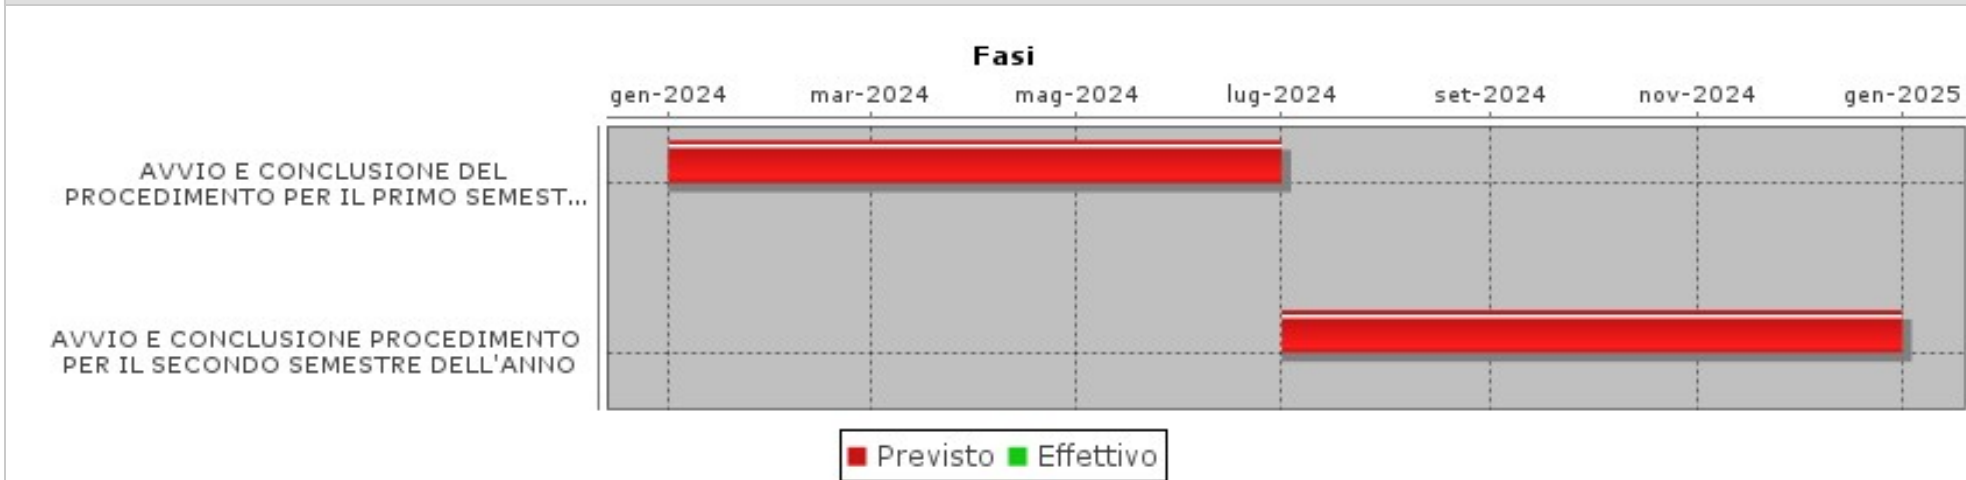 Fasi
gen-2024 mar-2024 mag-2024 lug-2024 set-2024 nov-2024 gen-2025
AVVIO E CONCLUSIONE DEL
PROCEDIMENTO PER IL PRIMO SEMEST...
AVVIO E CONCLUSIONE PROCEDIMENTO
PER IL SECONDO SEMESTRE DELL'ANNO
Previsto Effettivo